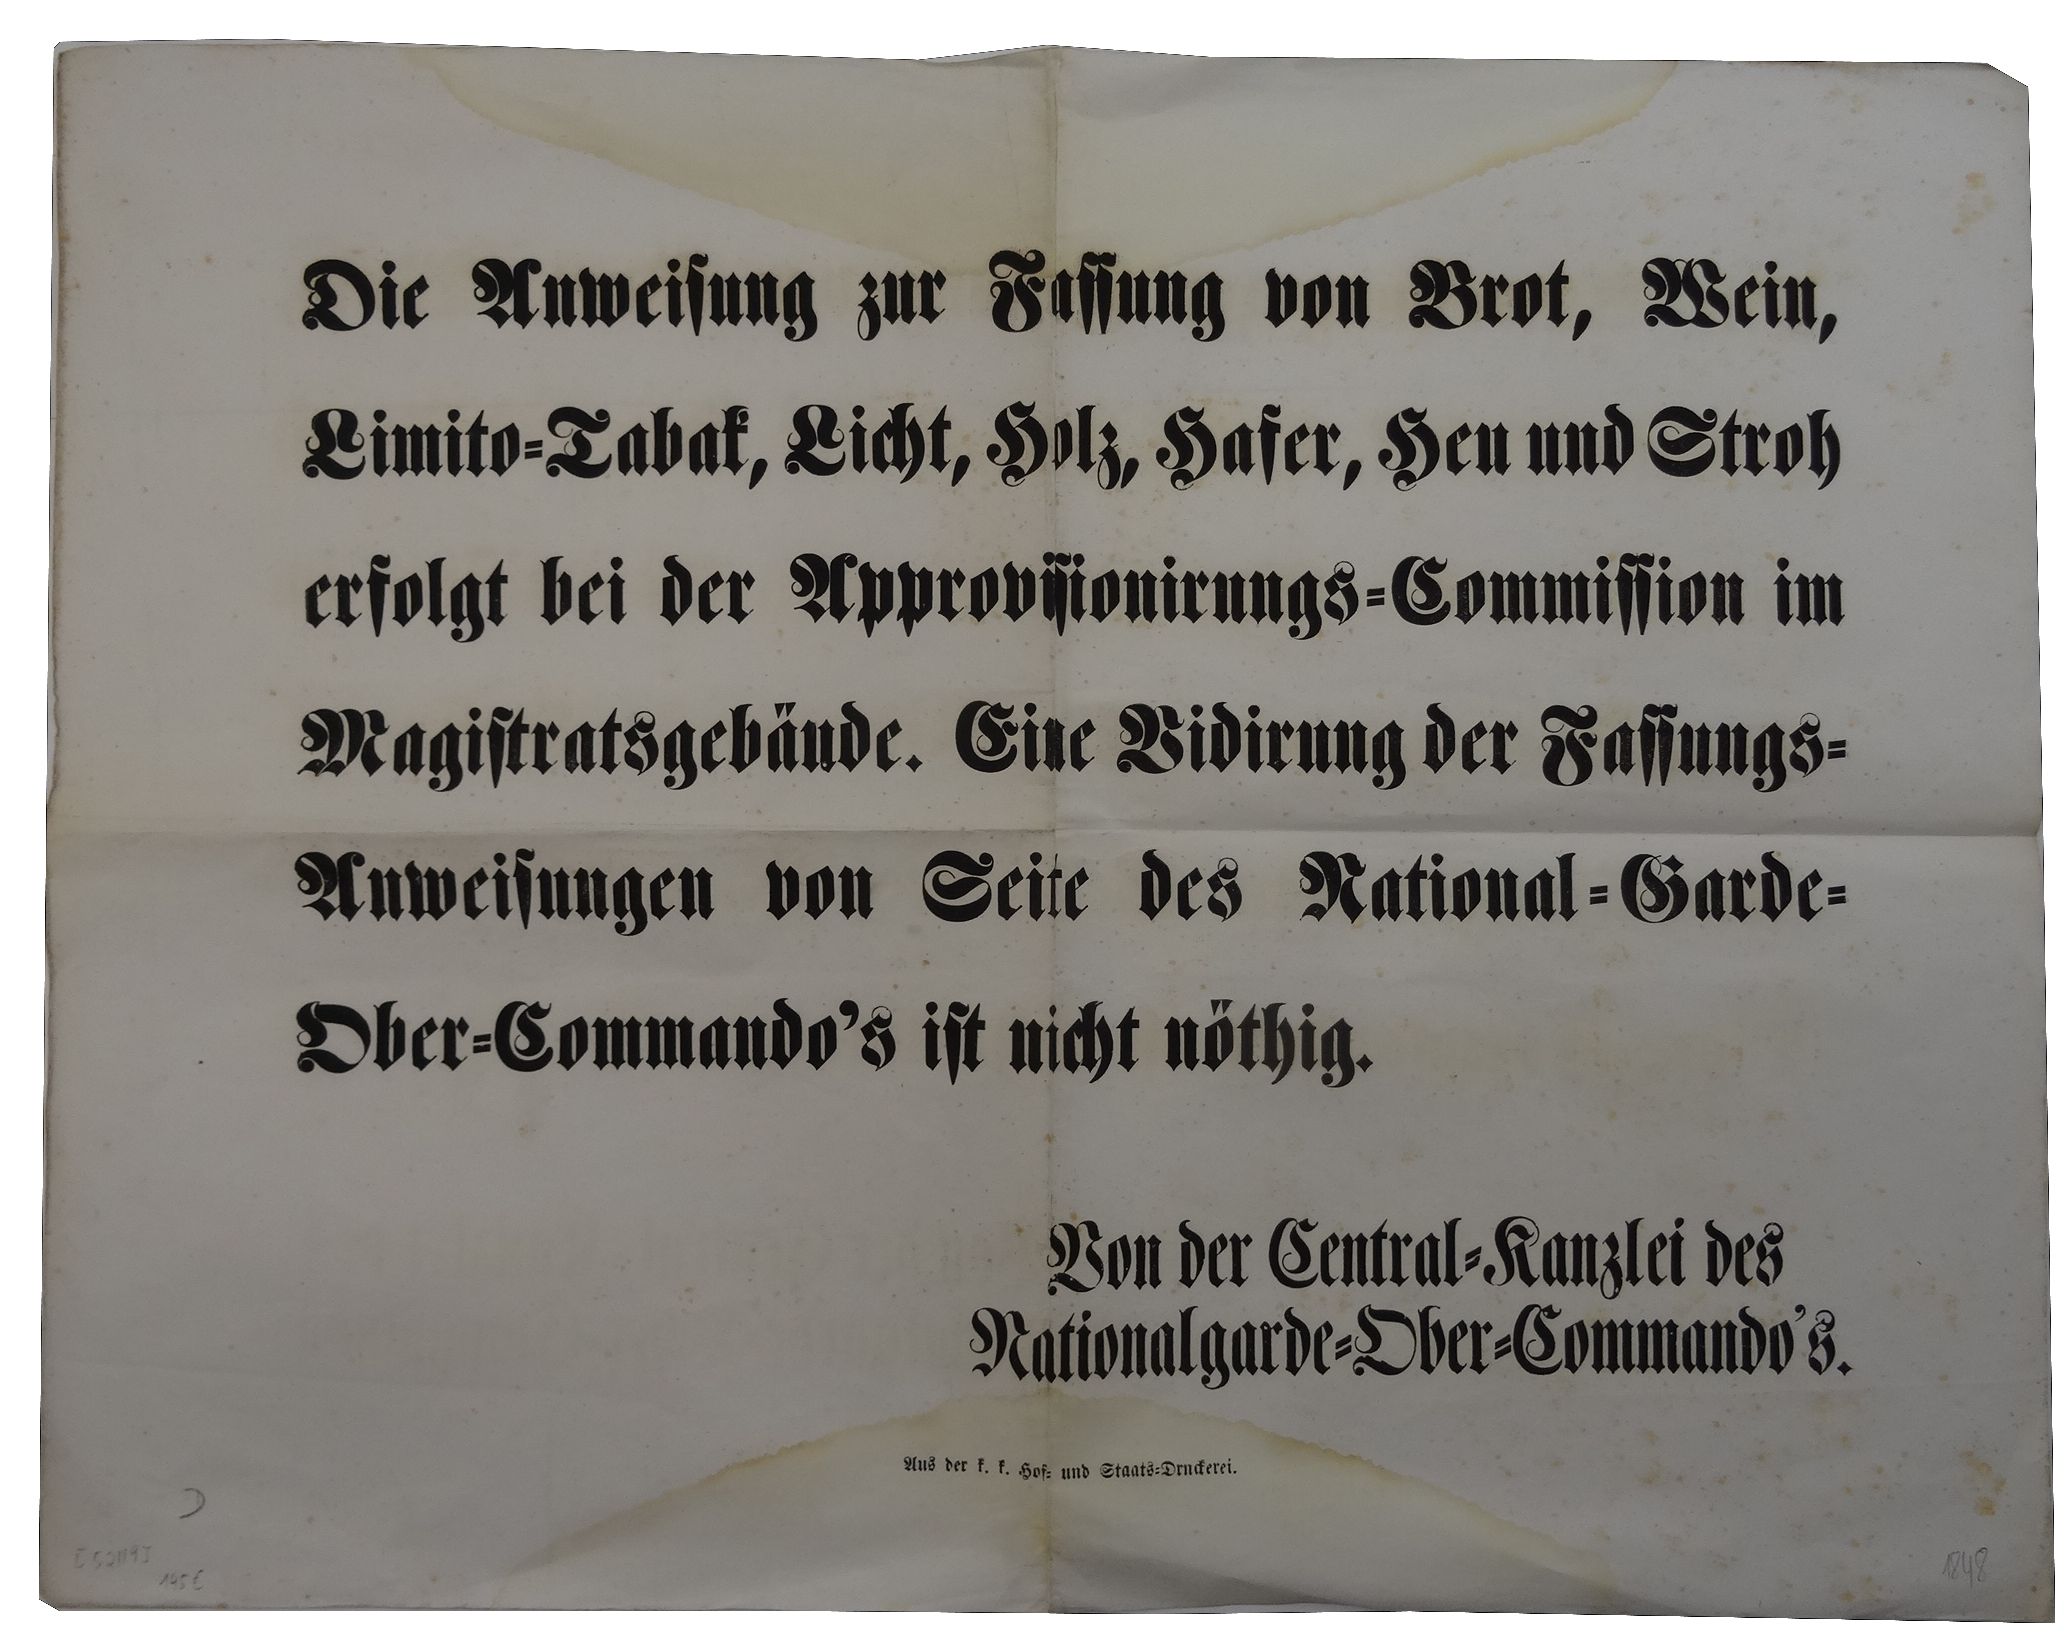 Die Anweisung zur Fassung von Brot, Wein,
Limito-Tabak, Licht, Holz, Hafer, Heu und Stroh
erfolgt bei der Approvisionirungs-Commission im
Magistratsgebäude. Eine Vidirung der Fassungs-
Anweisungen von Seite des National-Garde-
Ober-Commando's ist nicht nöthig.
Von der Central-Kanzlei des
Nationalgarde-Ober-Commando's.
Aus der k. k. Hof- und Staats-Druckerei.
145 €
1848